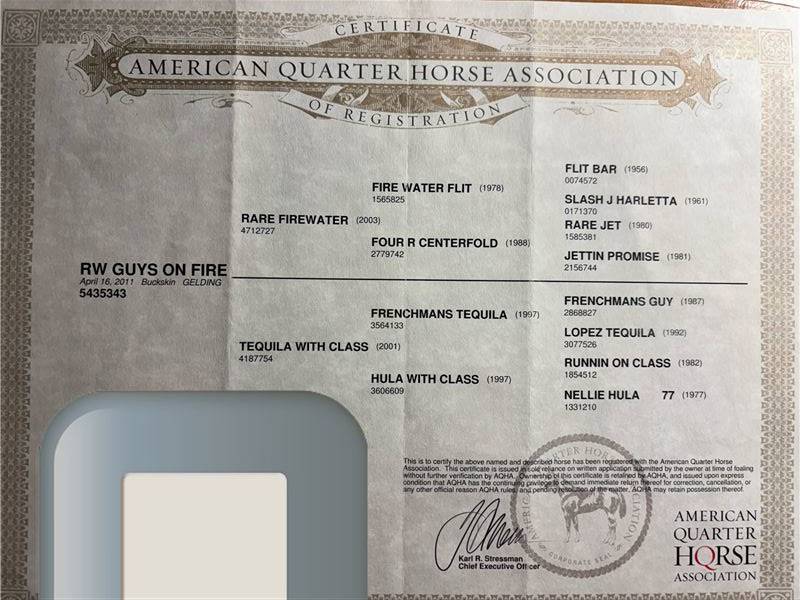 CERTIFICATE
AMERICAN QUARTER HORSE ASSOCIATION
OF REGISTRATION
FLIT BAR (1956)
0074572
FIRE WATER FLIT (1978)
1565825
SLASH J HARLETTA (1961)
0171370
RARE FIREWATER (2003)
4712727
RARE JET (1980)
1585381
FOUR R CENTERFOLD (1988)
2779742
JETTIN PROMISE (1981)
2156744
RW GUYS ON FIRE
April 16, 2011 Buckskin GELDING
5435343
FRENCHMANS GUY (1987)
2868827
FRENCHMANS TEQUILA (1997)
3564133
LOPEZ TEQUILA (1992)
3077526
TEQUILA WITH CLASS (2001)
4187754
RUNNIN ON CLASS (1982)
1854512
HULA WITH CLASS (1997)
3606609
NELLIE HULA 77 (1977)
1331210
This is to certify the above named and described horse has been registered with the American Quarter Horse
Association. This certificate is issued in sole reliance on written application submitted by the owner at time of foaling
without further verification by AQHA. Ownership of this certificate is retained by AQHA, and issued upon express
condition that AQHA has the continuing privilege to demand immediate return thereof for correction, cancellation, or
any other official reason AQHA rules, and pending resolution of the matter, AQHA may retain possession thereof.
Karl R. Stressman
Chief Executive Officer
CORPORATE SEAL
AMERICAN
QUARTER
HORSE
ASSOCIATION